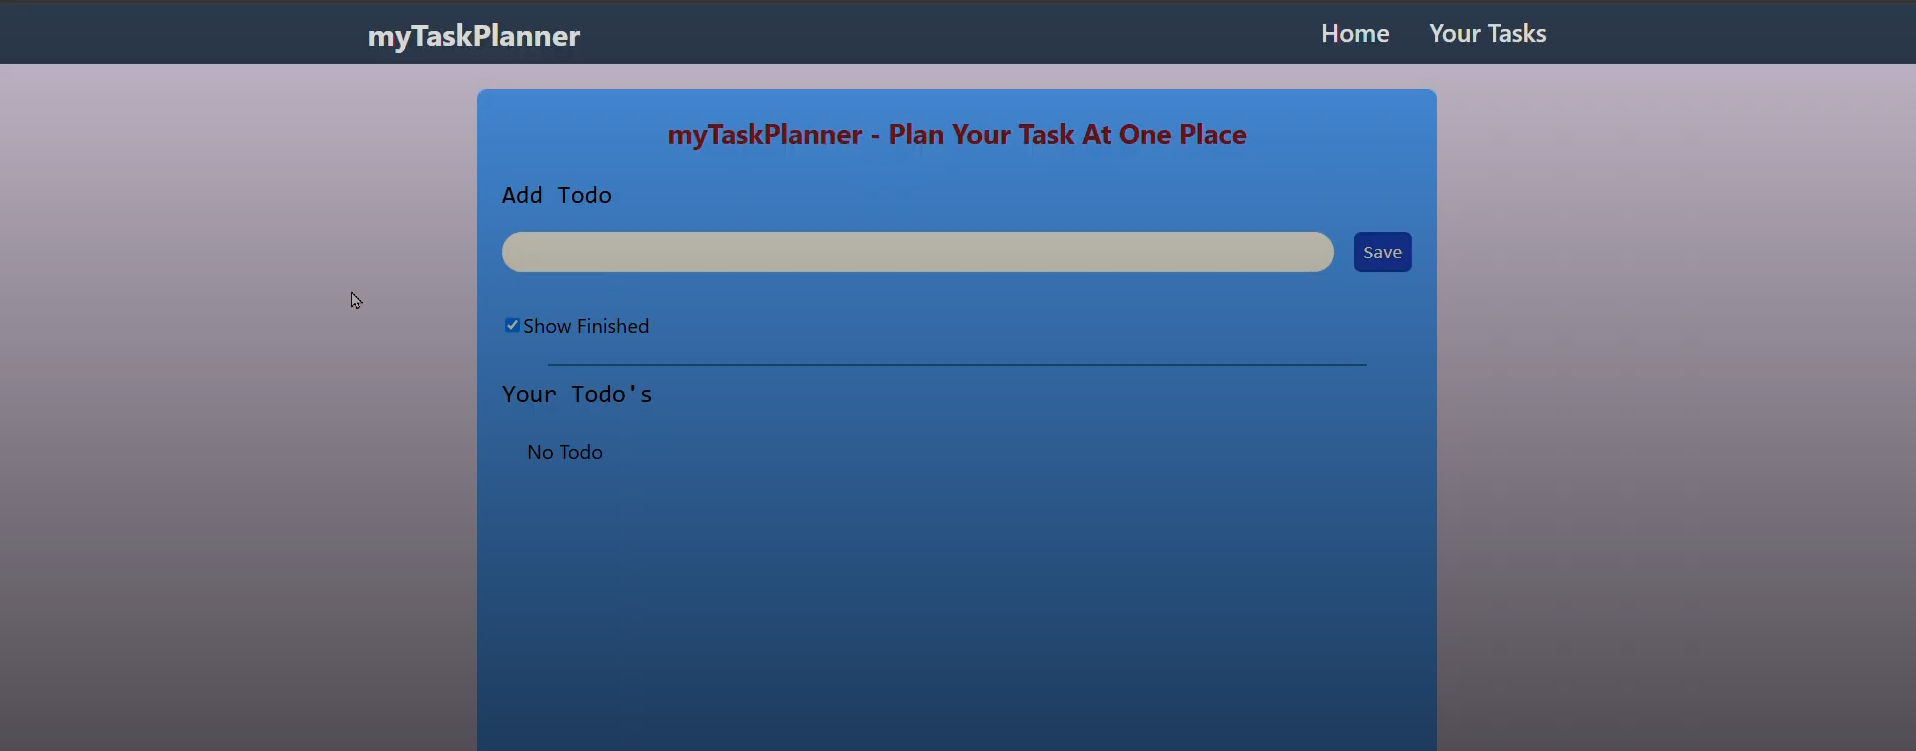 myTaskPlanner
Home
Your Tasks
myTaskPlanner - Plan Your Task At One Place
Add Todo
Save
Show Finished
Your Todo's
No Todo